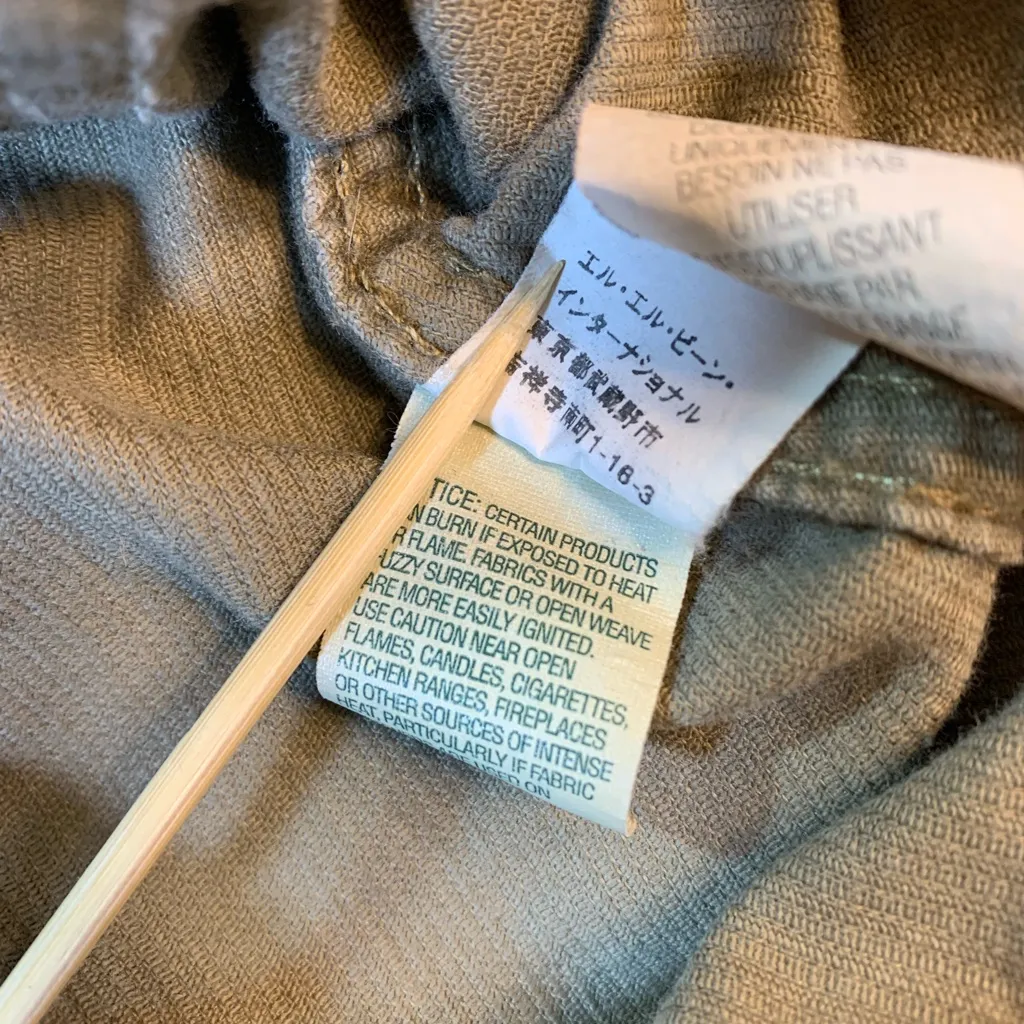 UNIQUEMENT
BESOIN NE PAS
UTILISER
PAR
エル・エル・ビーン・
インターナショナル
東京都武蔵野市
吉祥寺南町1-16-3
TICE: CERTAIN PRODUCTS
N BURN IF EXPOSED TO HEAT
R FLAME. FABRICS WITH A
UZZY SURFACE OR OPEN WEAVE
ARE MORE EASILY IGNITED.
USE CAUTION NEAR OPEN
FLAMES, CANDLES, CIGARETTES,
KITCHEN RANGES, FIREPLACES
OR OTHER SOURCES OF INTENSE
HEAT, PARTICULARLY IF FABRIC
ON